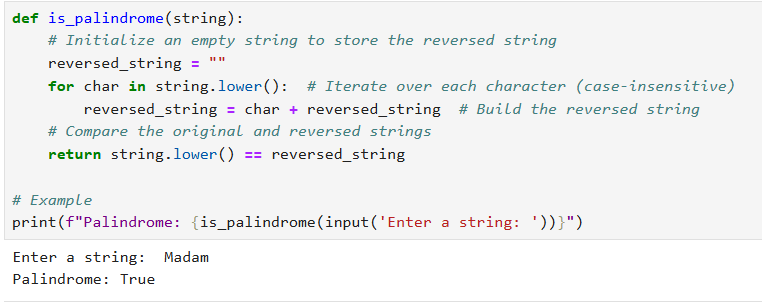 def is_palindrome(string):
    # Initialize an empty string to store the reversed string
    reversed_string = ""
    for char in string.lower():  # Iterate over each character (case-insensitive)
        reversed_string = char + reversed_string  # Build the reversed string
    # Compare the original and reversed strings
    return string.lower() == reversed_string

# Example
print(f"Palindrome: {is_palindrome(input('Enter a string: '))}")
Enter a string:  Madam
Palindrome: True